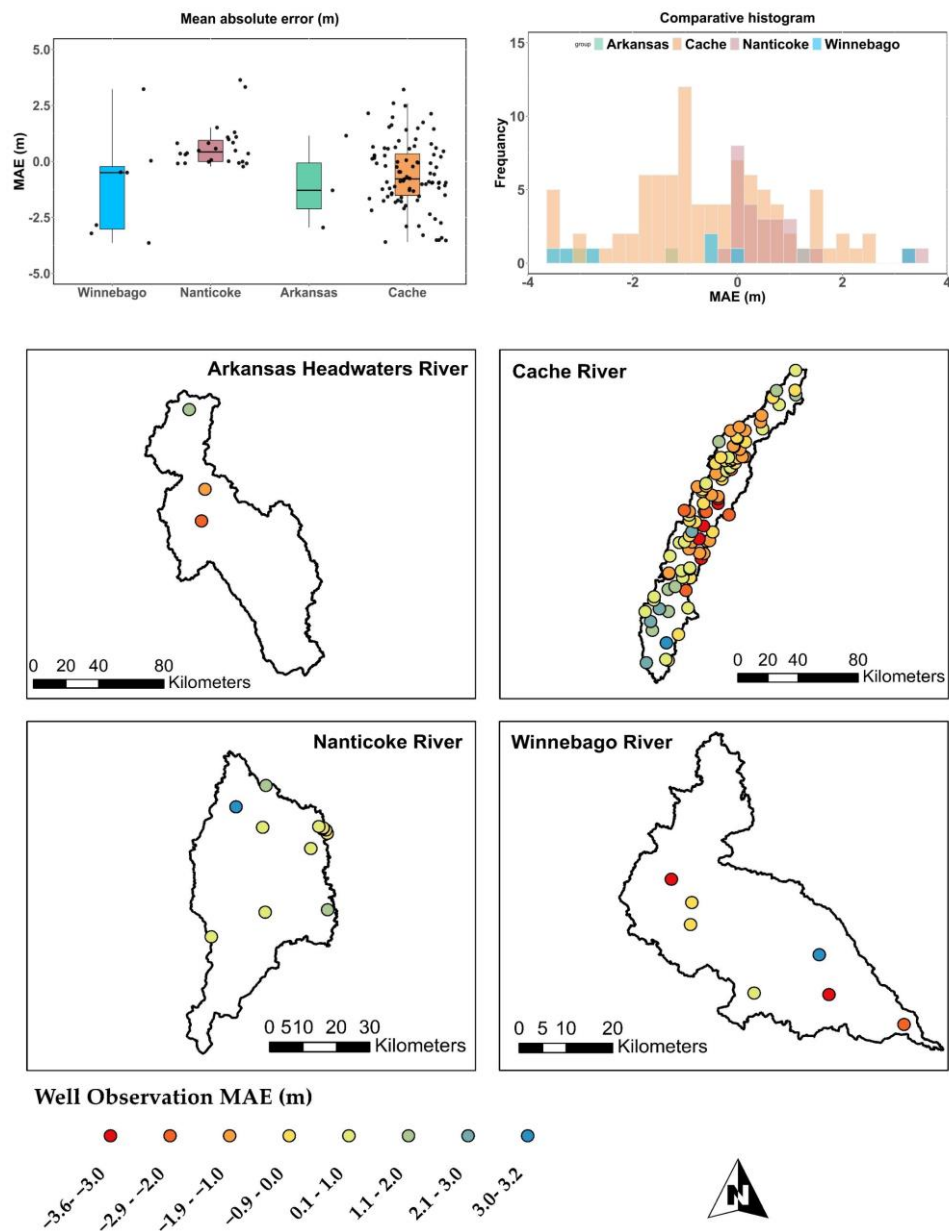 Mean absolute error (m)
5.0
2.5
0.0
-2.5
-5.0
MAE (m)
Winnebago Nanticoke Arkansas Cache
Comparative histogram
group Arkansas Cache Nanticoke Winnebago
15
10
5
0
Frequancy
-4 -2 0 2 4
MAE (m)
Arkansas Headwaters River
0 20 40 80
Kilometers
Cache River
0 20 40 80
Kilometers
Nanticoke River
0 510 20 30
Kilometers
Winnebago River
0 5 10 20
Kilometers
Well Observation MAE (m)
−3.6- −3.0
−2.9 - −2.0
−1.9 - −1.0
−0.9 - 0.0
0.1 - 1.0
1.1 - 2.0
2.1 - 3.0
3.0- 3.2
N